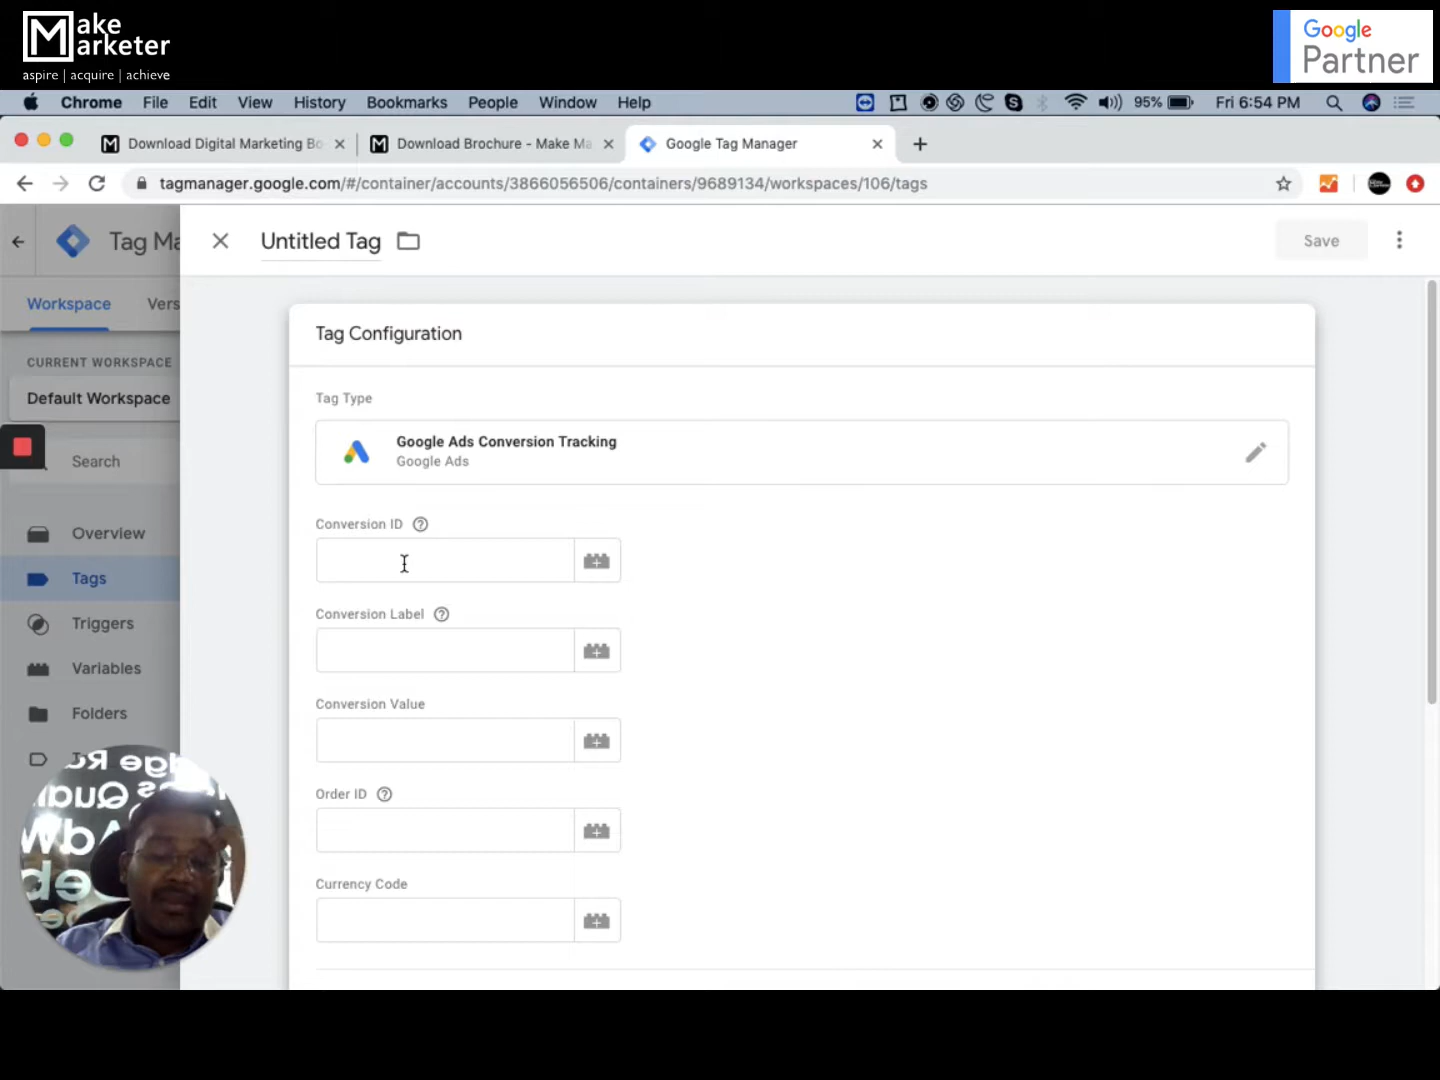 Make
Marketer
aspire | acquire | achieve
Google
Partner
Chrome File Edit View History Bookmarks People Window Help 95% Fri 6:54 PM
Download Digital Marketing Bo
Download Brochure - Make Ma
Google Tag Manager
tagmanager.google.com/#/container/accounts/3866056506/containers/9689134/workspaces/106/tags
Tag Ma
Untitled Tag
Save
Workspace Vers
CURRENT WORKSPACE
Default Workspace
Search
Overview
Tags
Triggers
Variables
Folders
Tag Configuration
Tag Type
Google Ads Conversion Tracking
Google Ads
Conversion ID
Conversion Label
Conversion Value
Order ID
Currency Code